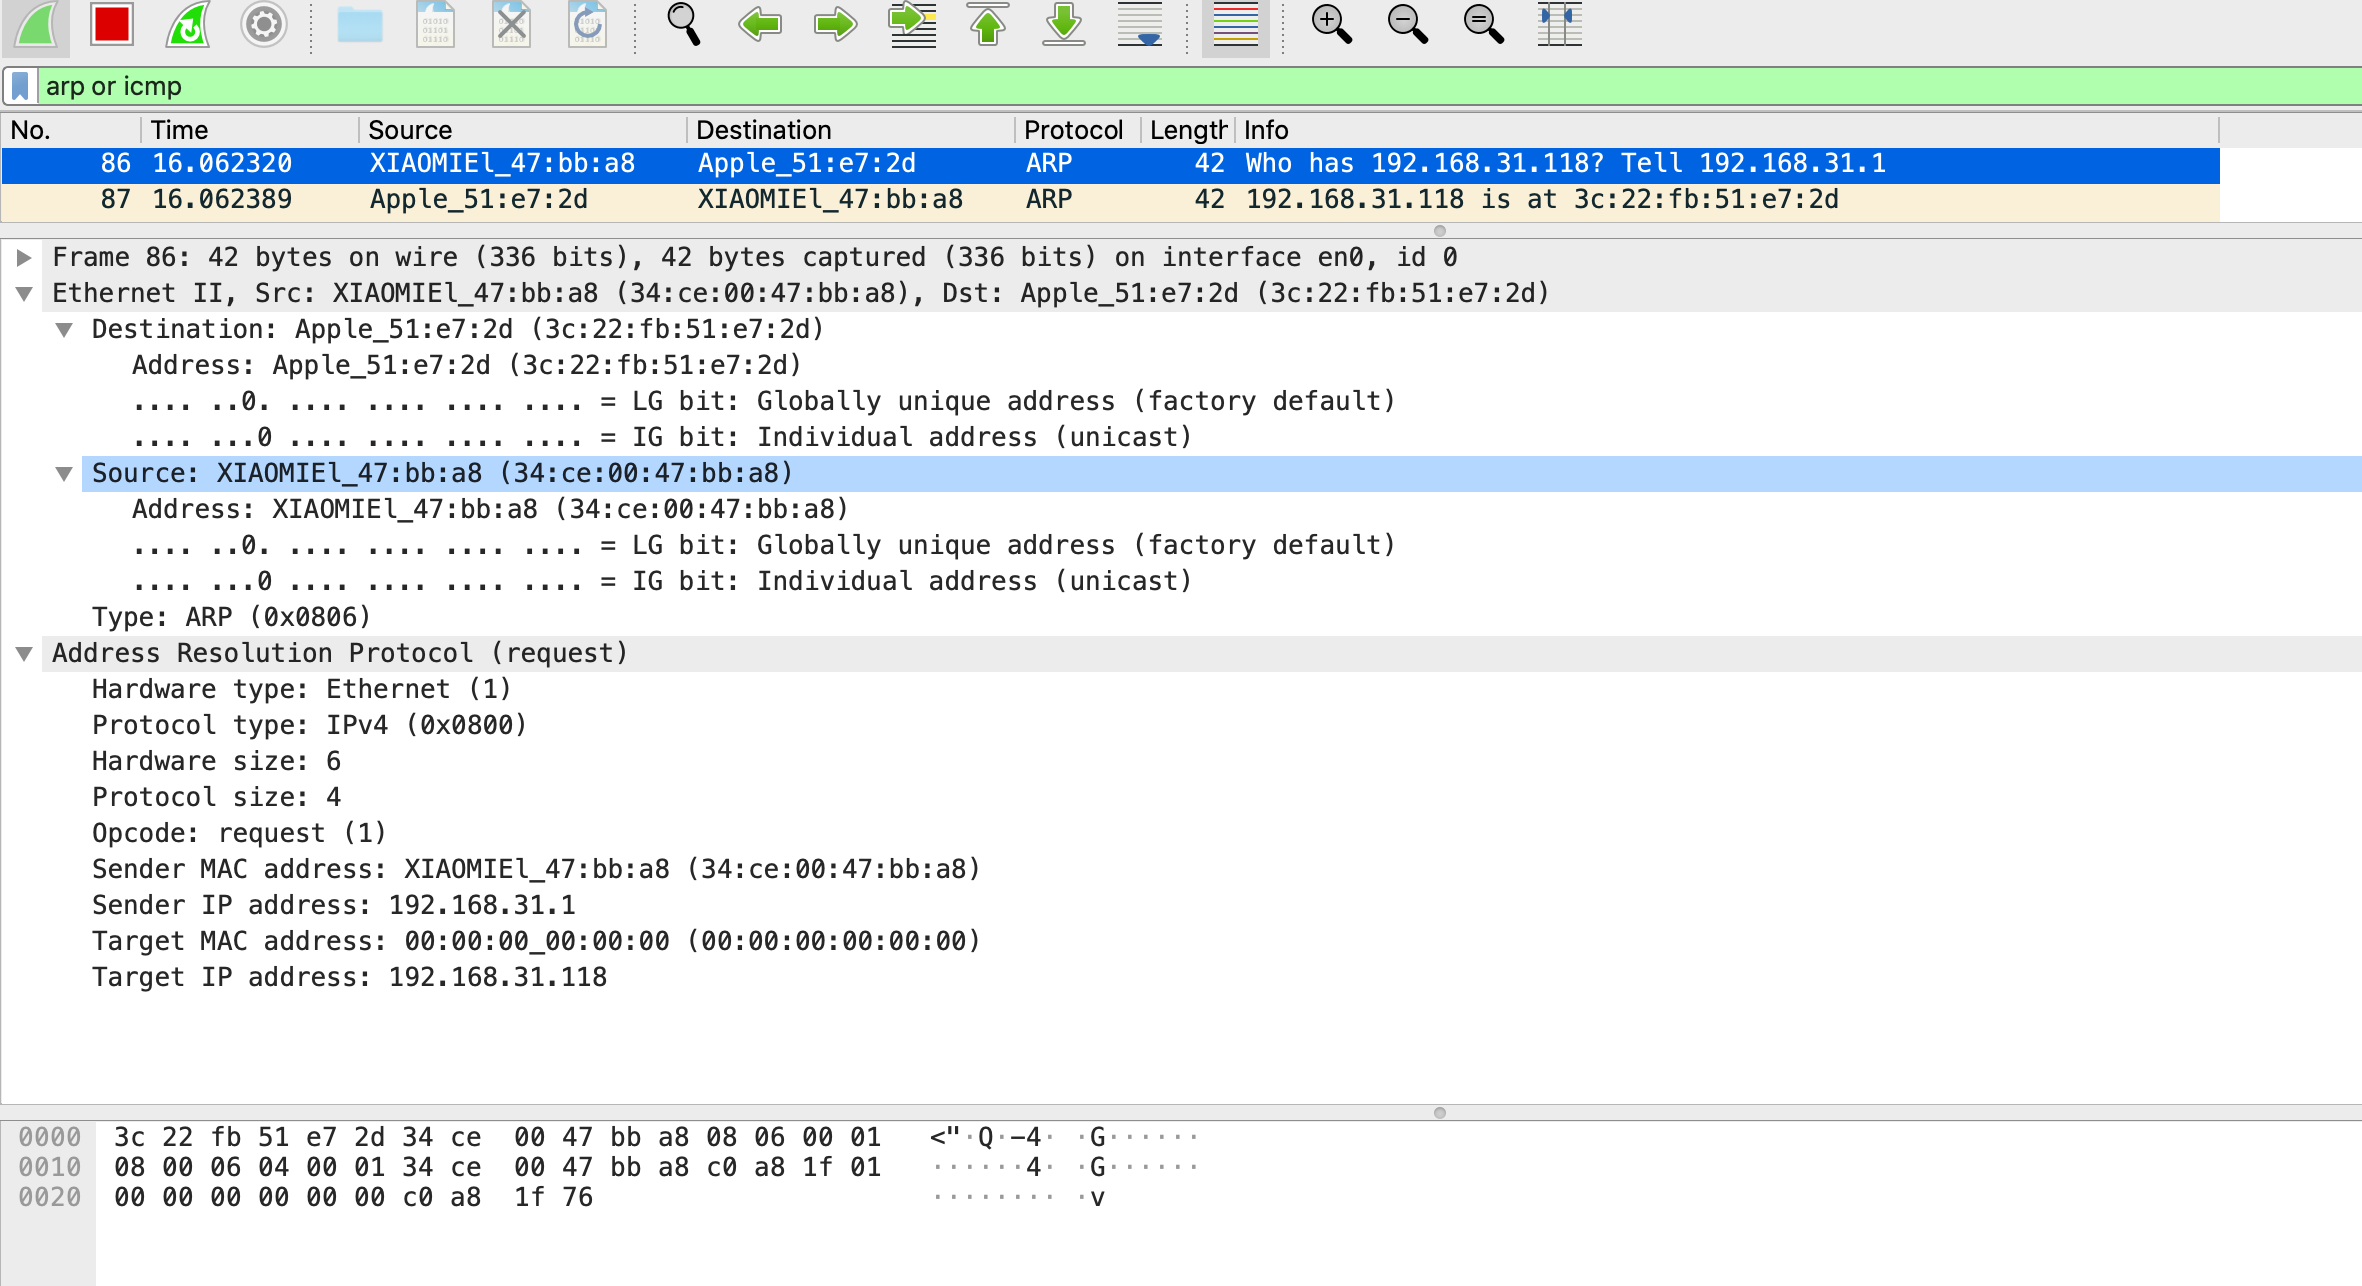 arp or icmp
No. Time Source Destination Protocol Length Info
86 16.062320 XIAOMIEl_47:bb:a8 Apple_51:e7:2d ARP 42 Who has 192.168.31.118? Tell 192.168.31.1
87 16.062389 Apple_51:e7:2d XIAOMIEl_47:bb:a8 ARP 42 192.168.31.118 is at 3c:22:fb:51:e7:2d
Frame 86: 42 bytes on wire (336 bits), 42 bytes captured (336 bits) on interface en0, id 0
Ethernet II, Src: XIAOMIEl_47:bb:a8 (34:ce:00:47:bb:a8), Dst: Apple_51:e7:2d (3c:22:fb:51:e7:2d)
Destination: Apple_51:e7:2d (3c:22:fb:51:e7:2d)
Address: Apple_51:e7:2d (3c:22:fb:51:e7:2d)
.... ..0. .... .... .... .... = LG bit: Globally unique address (factory default)
.... ...0 .... .... .... .... = IG bit: Individual address (unicast)
Source: XIAOMIEl_47:bb:a8 (34:ce:00:47:bb:a8)
Address: XIAOMIEl_47:bb:a8 (34:ce:00:47:bb:a8)
.... ..0. .... .... .... .... = LG bit: Globally unique address (factory default)
.... ...0 .... .... .... .... = IG bit: Individual address (unicast)
Type: ARP (0x0806)
Address Resolution Protocol (request)
Hardware type: Ethernet (1)
Protocol type: IPv4 (0x0800)
Hardware size: 6
Protocol size: 4
Opcode: request (1)
Sender MAC address: XIAOMIEl_47:bb:a8 (34:ce:00:47:bb:a8)
Sender IP address: 192.168.31.1
Target MAC address: 00:00:00_00:00:00 (00:00:00:00:00:00)
Target IP address: 192.168.31.118
0000 3c 22 fb 51 e7 2d 34 ce 00 47 bb a8 08 06 00 01 <"·Q·-4· ·G······
0010 08 00 06 04 00 01 34 ce 00 47 bb a8 c0 a8 1f 01 ······4· ·G······
0020 00 00 00 00 00 00 c0 a8 1f 76 ········ ·v